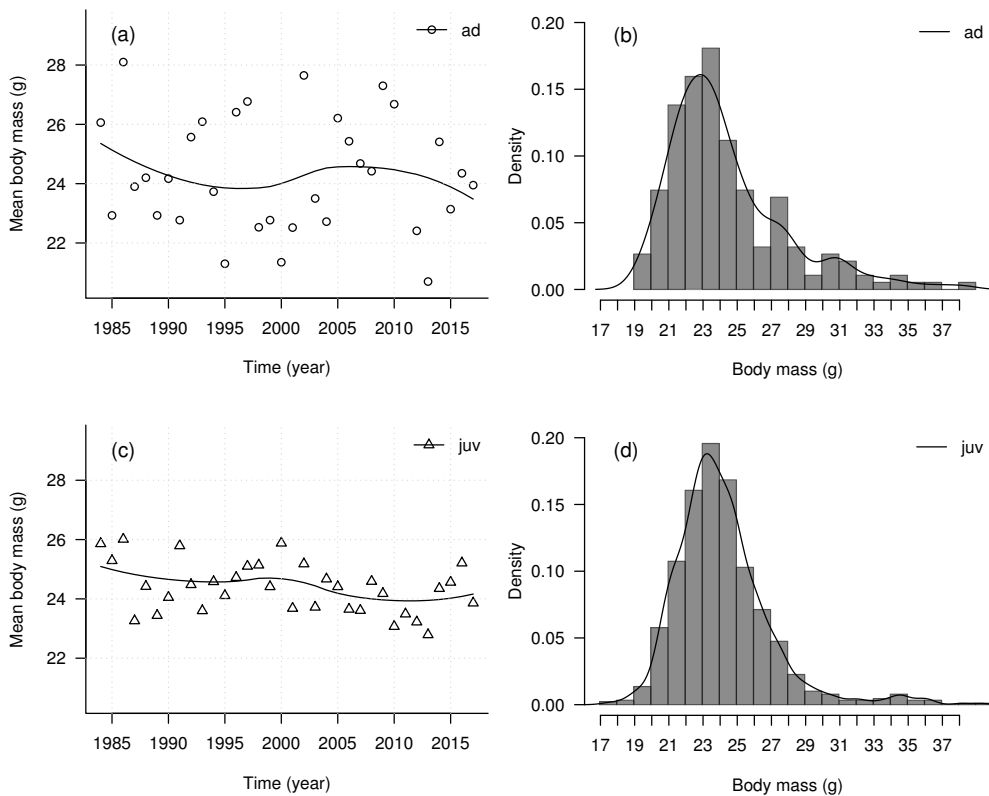 (a)
ad
Mean body mass (g)
28
26
24
22
1985 1990 1995 2000 2005 2010 2015
Time (year)
(b)
ad
Density
0.20
0.15
0.10
0.05
0.00
17 19 21 23 25 27 29 31 33 35 37
Body mass (g)
(c)
juv
Mean body mass (g)
28
26
24
22
1985 1990 1995 2000 2005 2010 2015
Time (year)
(d)
juv
Density
0.20
0.15
0.10
0.05
0.00
17 19 21 23 25 27 29 31 33 35 37
Body mass (g)